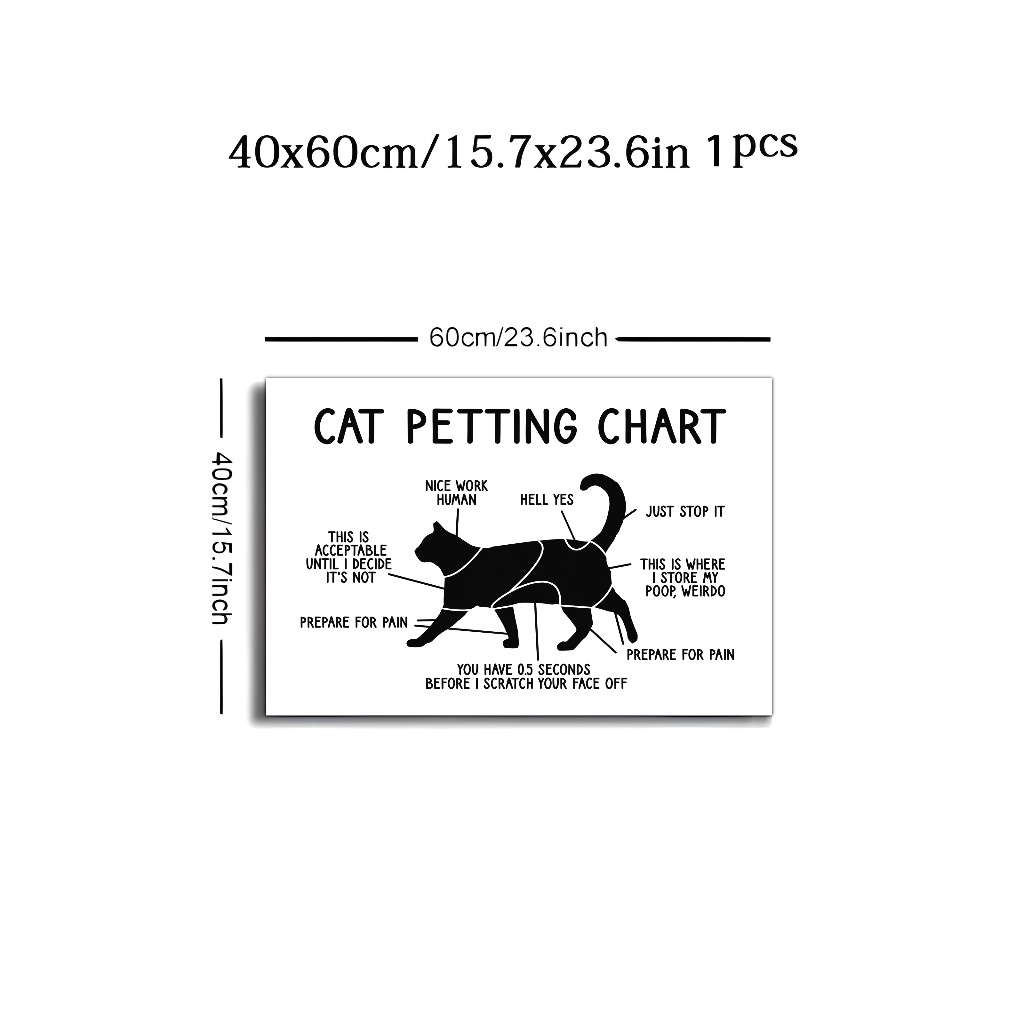 40x60cm/15.7x23.6in 1pcs
60cm/23.6inch
40cm/15.7inch
CAT PETTING CHART
NICE WORK
HUMAN
HELL YES
JUST STOP IT
THIS IS
ACCEPTABLE
UNTIL I DECIDE
IT'S NOT
THIS IS WHERE
I STORE MY
POOP, WEIRDO
PREPARE FOR PAIN
PREPARE FOR PAIN
YOU HAVE 0.5 SECONDS
BEFORE I SCRATCH YOUR FACE OFF